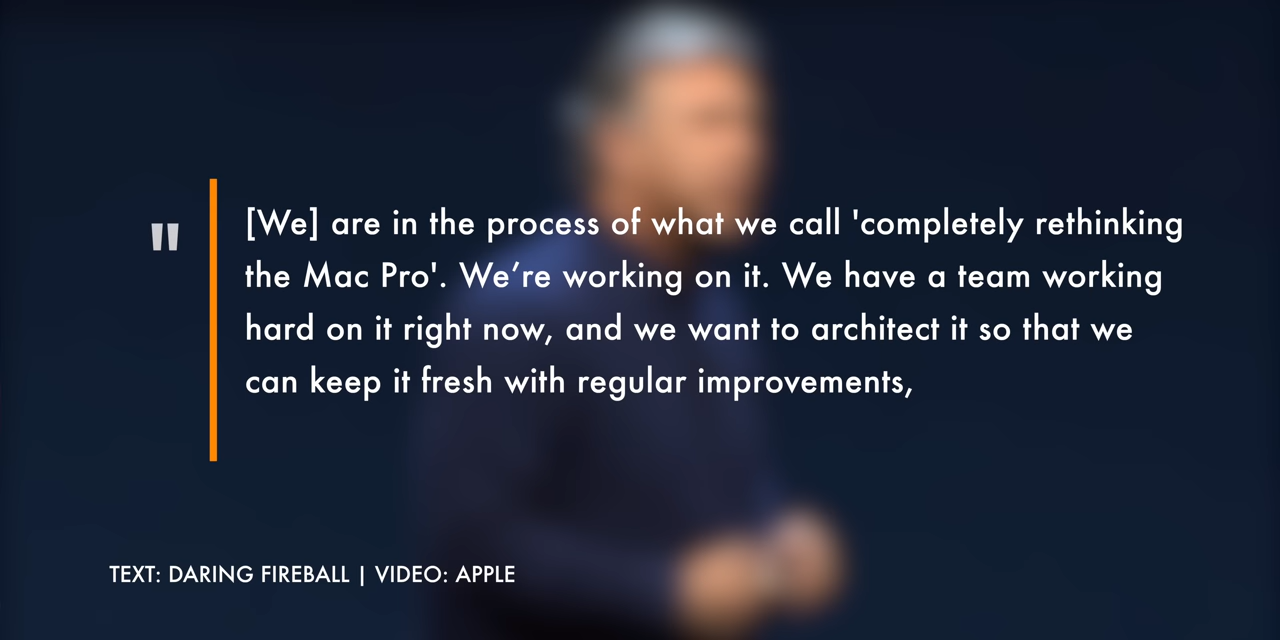 "
[We] are in the process of what we call 'completely rethinking
the Mac Pro'. We’re working on it. We have a team working
hard on it right now, and we want to architect it so that we
can keep it fresh with regular improvements,
TEXT: DARING FIREBALL | VIDEO: APPLE